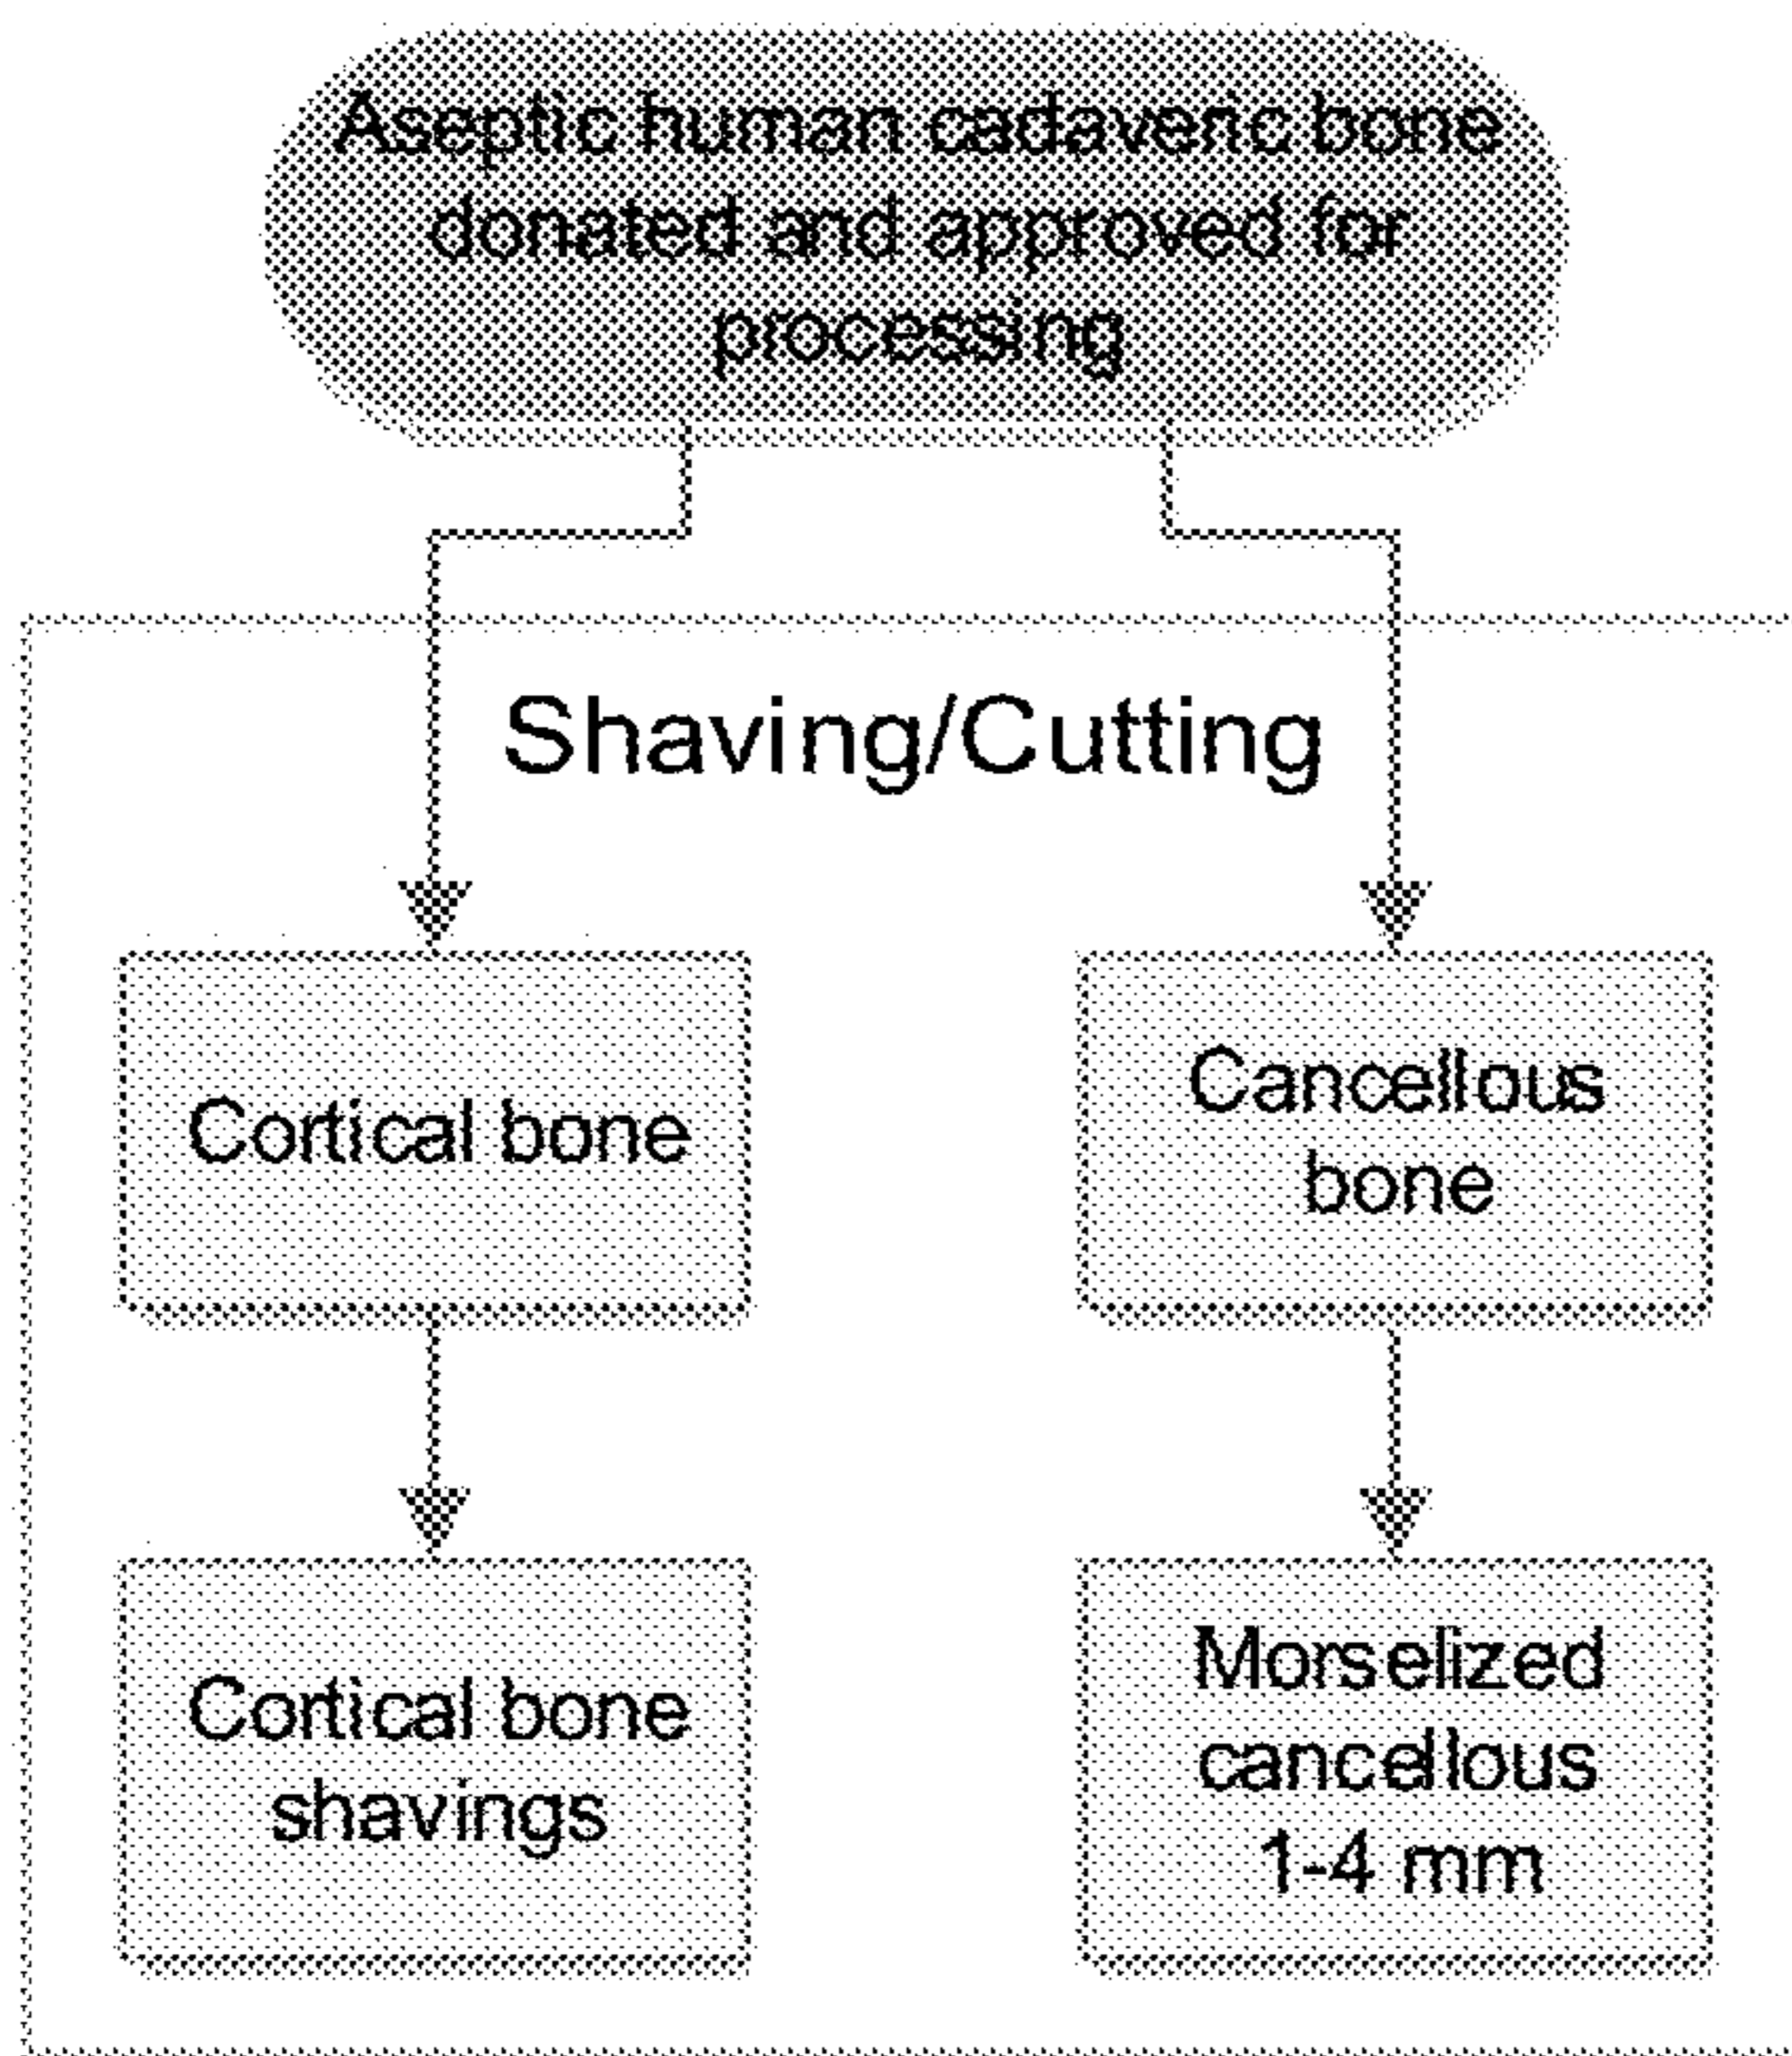 Aseptic human cadaveric bone
donated and approved for
processing
Shaving/Cutting
Cortical bone
Cancellous
bone
Cortical bone
shavings
Morselized
cancellous
1-4 mm